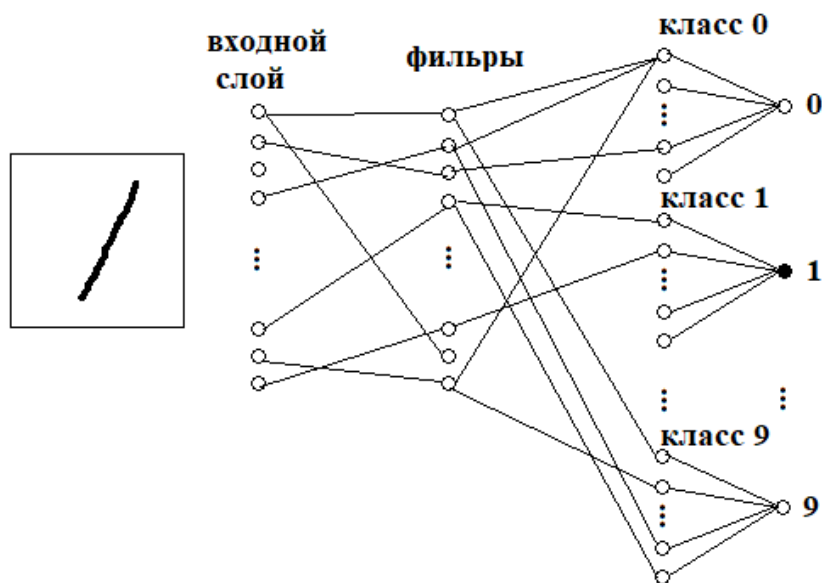 входной
слой
фильры
класс 0
0
класс 1
1
класс 9
9